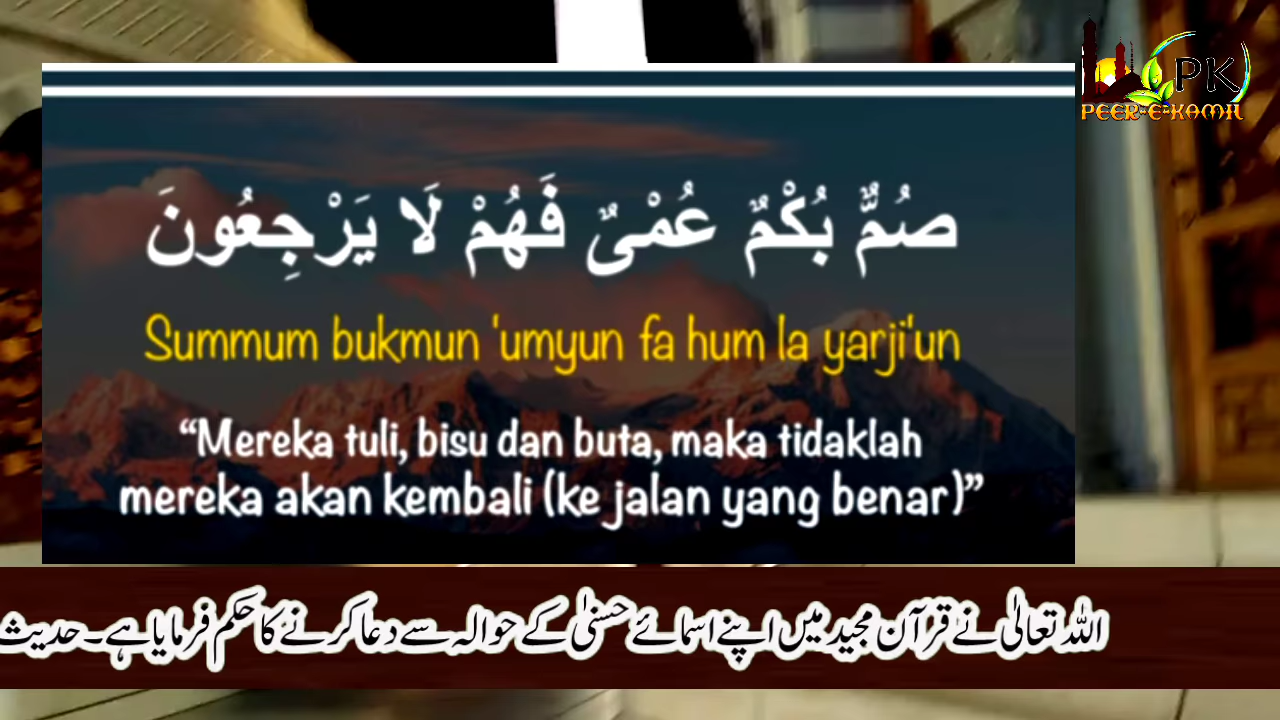 PK
PEER-E-KAMIL
صُمٌّ بُكْمٌ عُمْىٌ فَهُمْ لَا يَرْجِعُونَ
Summum bukmun 'umyun fa hum la yarji'un
“Mereka tuli, bisu dan buta, maka tidaklah
mereka akan kembali (ke jalan yang benar)”
اللہ تعالیٰ نے قرآن مجید میں اپنے اسمائے حسنیٰ کے حوالہ سے دعا کرنے کا حکم فرمایا ہے۔ حدیث